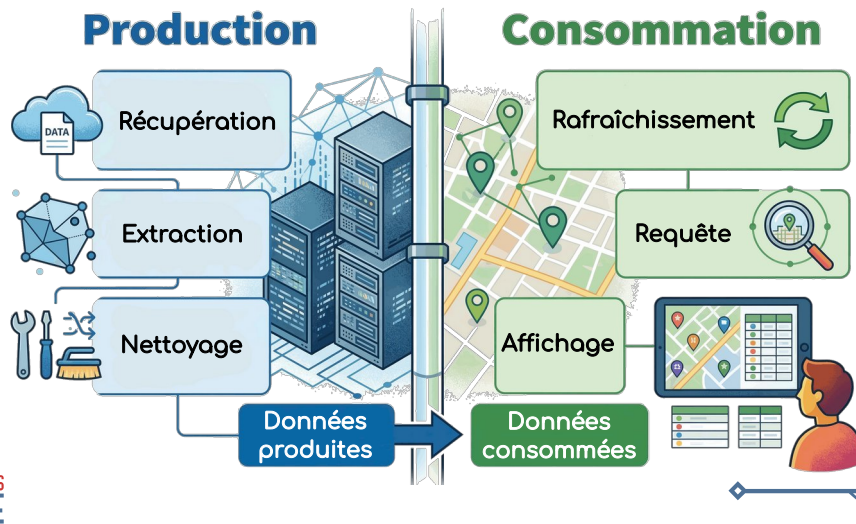 Production
Consommation
DATA
Récupération
Extraction
Nettoyage
Rafraîchissement
Requête
Affichage
Données
produites
Données
consommées